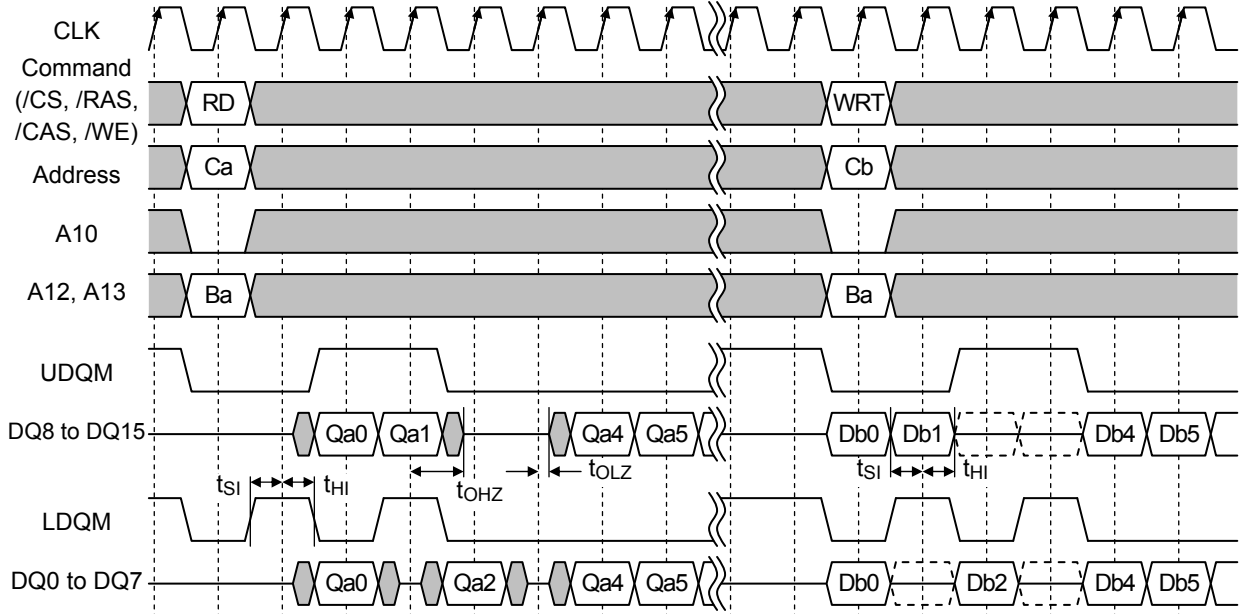 CLK
Command
(/CS, /RAS,
/CAS, /WE)
RD
WRT
Address
Ca
Cb
A10
A12, A13
Ba
Ba
UDQM
DQ8 to DQ15
Qa0
Qa1
Qa4
Qa5
Db0
Db1
Db4
Db5
tSI
tHI
tOHZ
tOLZ
tSI
tHI
LDQM
DQ0 to DQ7
Qa0
Qa2
Qa4
Qa5
Db0
Db2
Db4
Db5